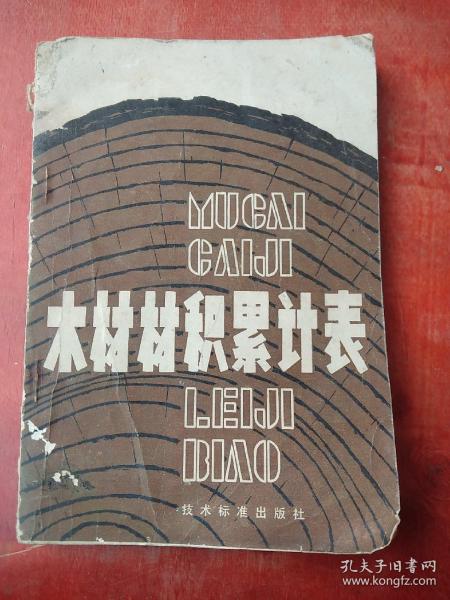 MUCAI
CAIJI
木材材积累计表
LEIJI
BIAO
技术标准出版社
孔夫子旧书网
www.kongfz.com